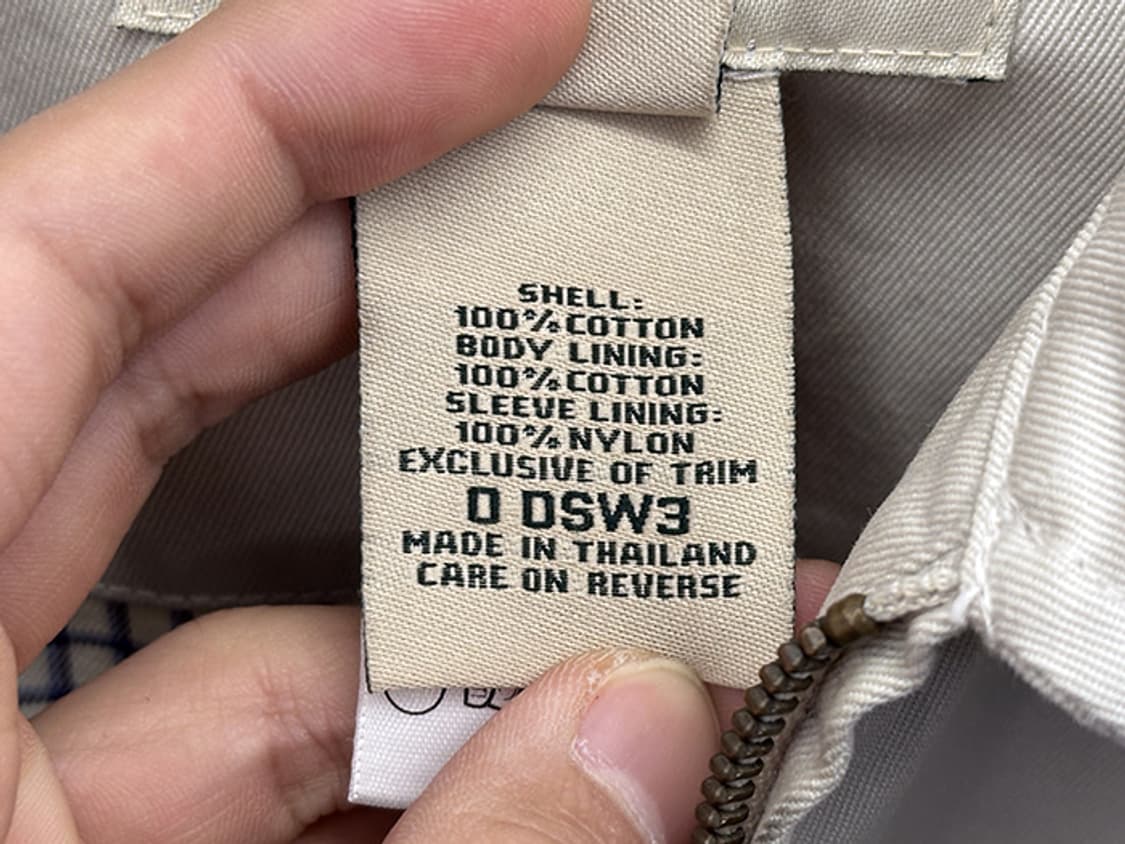 SHELL:
100% COTTON
BODY LINING:
100% COTTON
SLEEVE LINING:
100% NYLON
EXCLUSIVE OF TRIM
0 DSW3
MADE IN THAILAND
CARE ON REVERSE